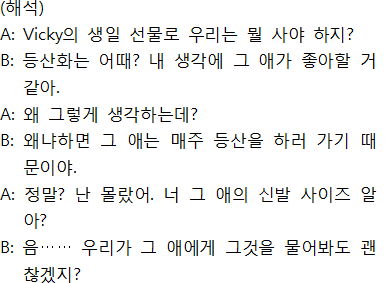 (해석)
A: Vicky의 생일 선물로 우리는 뭘 사야 하지?
B: 등산화는 어때? 내 생각에 그 애가 좋아할 거
같아.
A: 왜 그렇게 생각하는데?
B: 왜냐하면 그 애는 매주 등산을 하러 가기 때
문이야.
A: 정말? 난 몰랐어. 너 그 애의 신발 사이즈 알
아?
B: 음…… 우리가 그 애에게 그것을 물어봐도 괜
찮겠지?